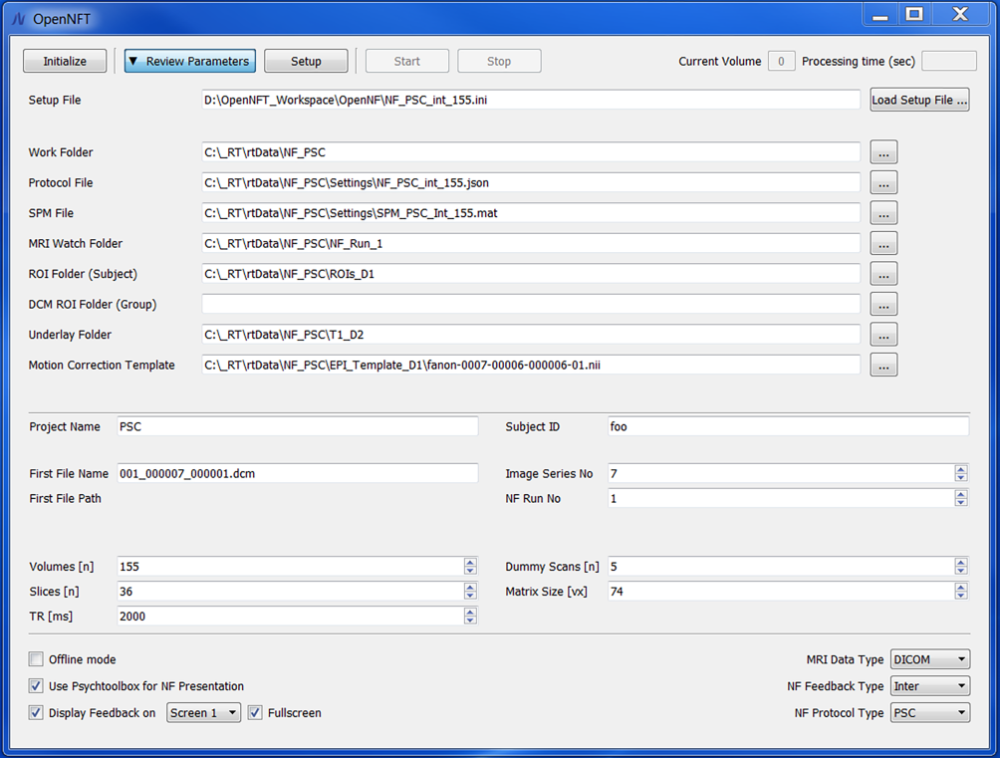 OpenNFT
Initialize ▼ Review Parameters Setup Start Stop Current Volume 0 Processing time (sec)
Setup File D:\OpenNFT_Workspace\OpenNF\NF_PSC_int_155.ini Load Setup File ...
Work Folder C:\_RT\rtData\NF_PSC ...
Protocol File C:\_RT\rtData\NF_PSC\Settings\NF_PSC_int_155.json ...
SPM File C:\_RT\rtData\NF_PSC\Settings\SPM_PSC_Int_155.mat ...
MRI Watch Folder C:\_RT\rtData\NF_PSC\NF_Run_1 ...
ROI Folder (Subject) C:\_RT\rtData\NF_PSC\ROIs_D1 ...
DCM ROI Folder (Group) ...
Underlay Folder C:\_RT\rtData\NF_PSC\T1_D2 ...
Motion Correction Template C:\_RT\rtData\NF_PSC\EPI_Template_D1\fanon-0007-00006-000006-01.nii ...
Project Name PSC Subject ID foo
First File Name 001_000007_000001.dcm Image Series No 7
First File Path NF Run No 1
Volumes [n] 155 Dummy Scans [n] 5
Slices [n] 36 Matrix Size [vx] 74
TR [ms] 2000
Offline mode MRI Data Type DICOM
Use Psychtoolbox for NF Presentation NF Feedback Type Inter
Display Feedback on Screen 1 Fullscreen NF Protocol Type PSC